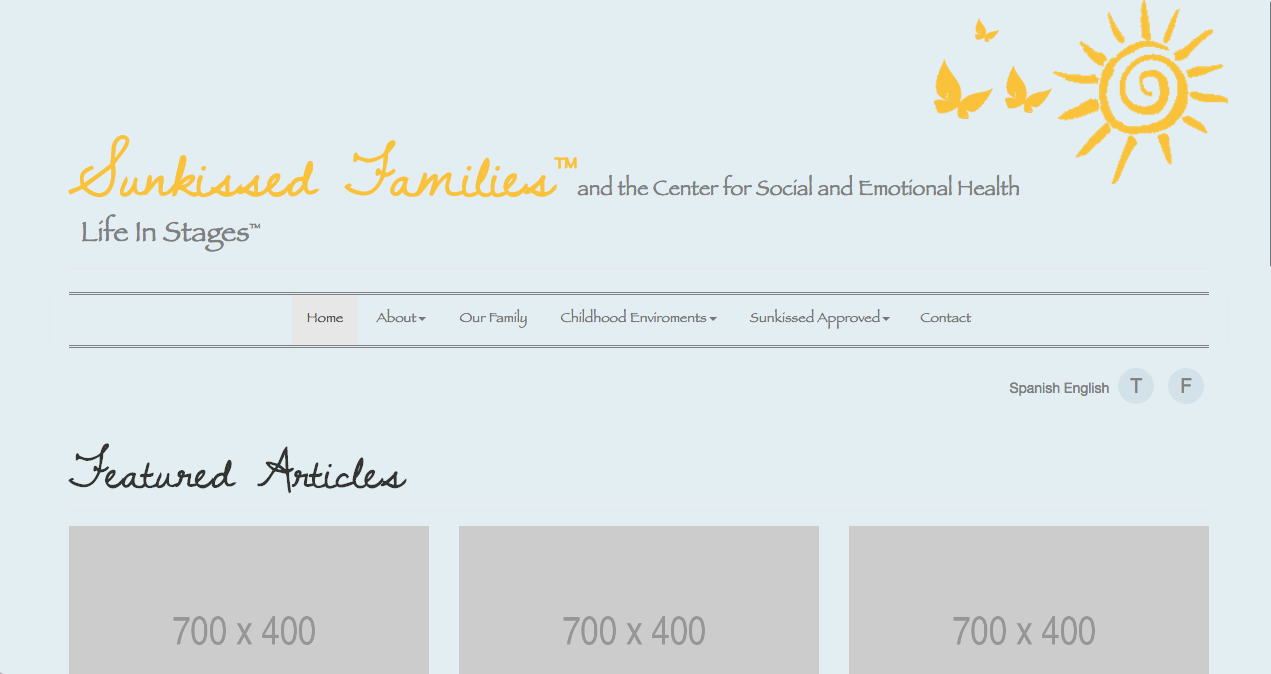 Sunkissed Families™ and the Center for Social and Emotional Health
Life In Stages™
Home About Our Family Childhood Enviroments Sunkissed Approved Contact
Spanish English T F
Featured Articles
700 x 400 700 x 400 700 x 400